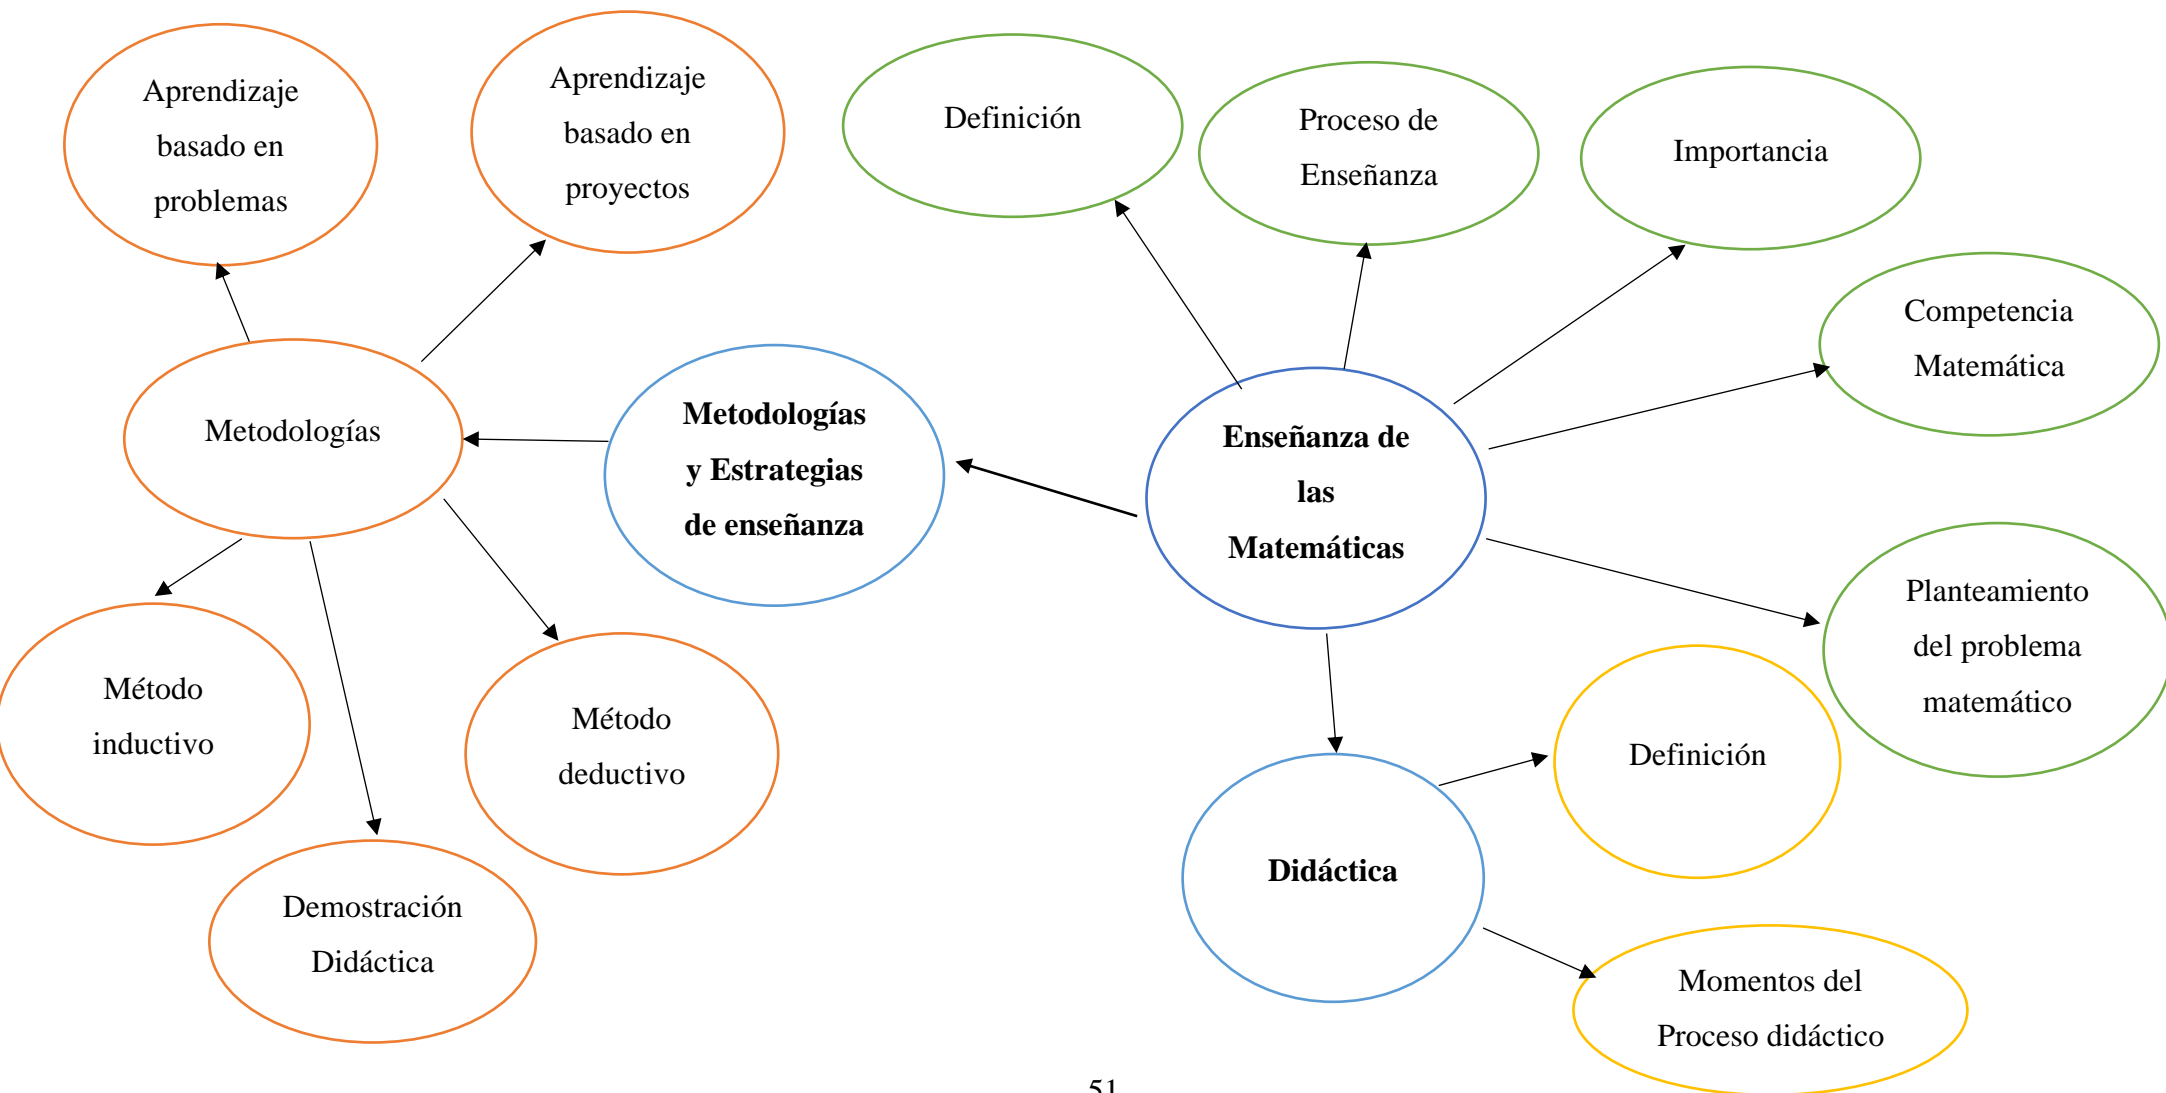 Aprendizaje
basado en
problemas
Aprendizaje
basado en
proyectos
Definición
Proceso de
Enseñanza
Importancia
Competencia
Matemática
Metodologías
Metodologías
y Estrategias
de enseñanza
Enseñanza de
las
Matemáticas
Planteamiento
del problema
matemático
Método
inductivo
Método
deductivo
Definición
Demostración
Didáctica
Didáctica
Momentos del
Proceso didáctico
51